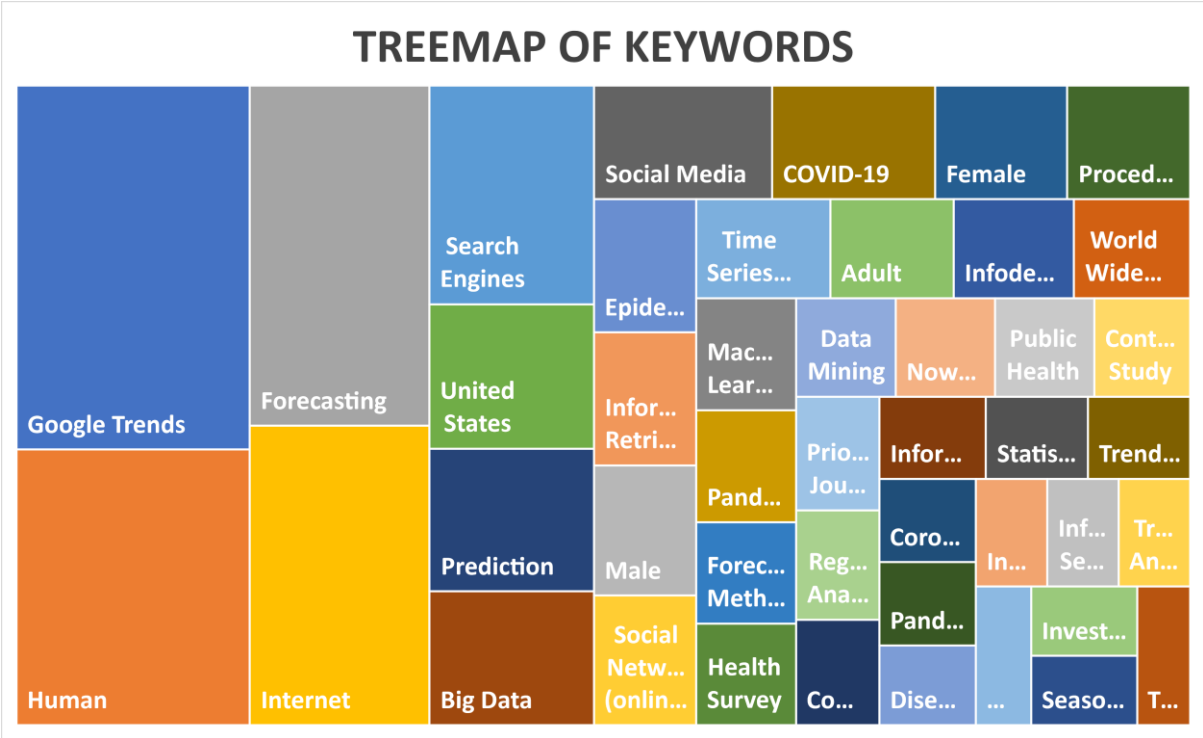 TREEMAP OF KEYWORDS
Google Trends
Human
Forecasting
Internet
Search
Engines
United
States
Prediction
Big Data
Social Media
COVID-19
Female
Proced...
Epide...
Time
Series...
Adult
Infode...
World
Wide...
Infor...
Retri...
Male
Social
Netw...
(onlin...
Mac...
Lear...
Pand...
Forec...
Meth...
Health
Survey
Data
Mining
Now...
Public
Health
Cont...
Study
Prio...
Jou...
Reg...
Ana...
Co...
Infor...
Statis...
Trend...
Coro...
Pand...
Dise...
In...
Inf...
Se...
Tr...
An...
...
Invest...
Seaso...
T...